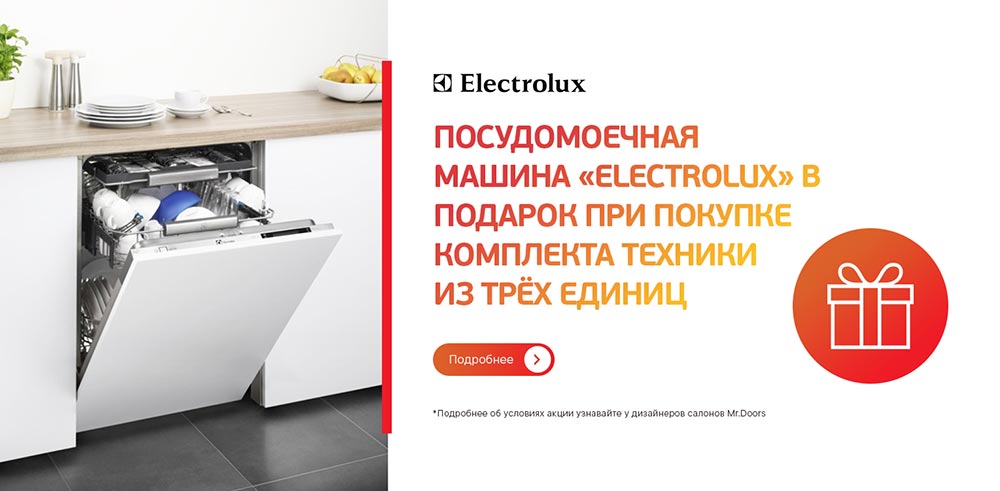 Electrolux
ПОСУДОМОЕЧНАЯ
МАШИНА «ELECTROLUX» В
ПОДАРОК ПРИ ПОКУПКЕ
КОМПЛЕКТА ТЕХНИКИ
ИЗ ТРЁХ ЕДИНИЦ
Подробнее
*Подробнее об условиях акции узнавайте у дизайнеров салонов Mr.Doors
Electrolux